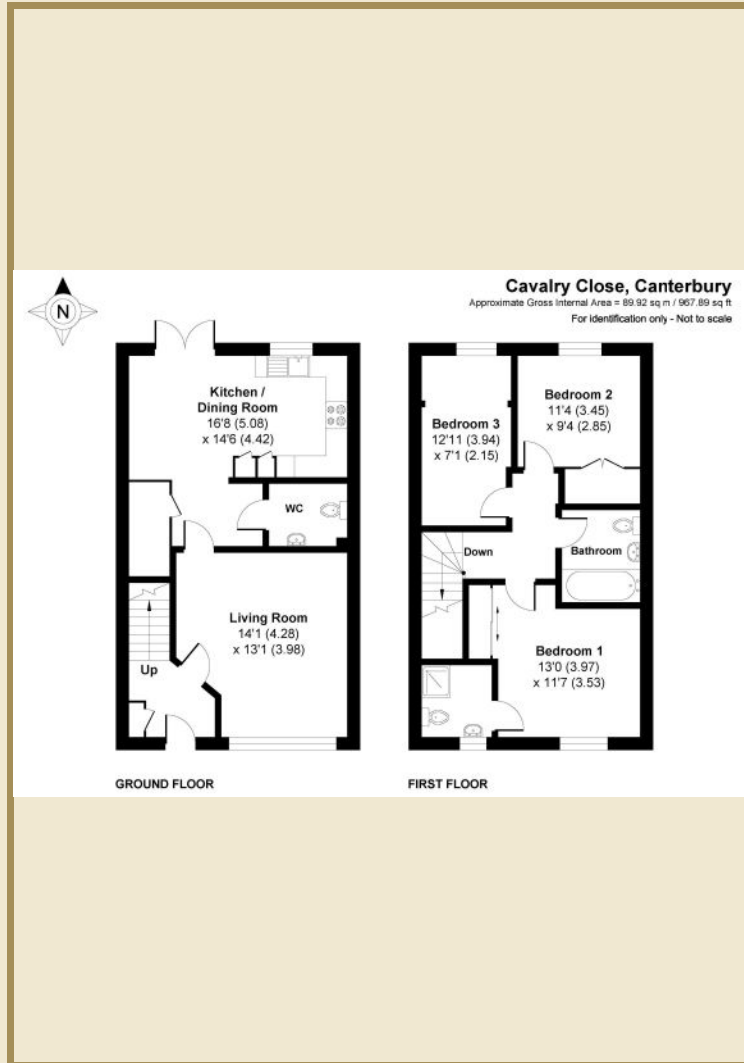 Cavalry Close, Canterbury
Approximate Gross Internal Area = 89.92 sq m / 967.89 sq ft
For identification only - Not to scale
N
Kitchen /
Dining Room
16'8 (5.08)
x 14'6 (4.42)
WC
Living Room
14'1 (4.28)
x 13'1 (3.98)
Up
GROUND FLOOR
Bedroom 3
12'11 (3.94)
x 7'1 (2.15)
Bedroom 2
11'4 (3.45)
x 9'4 (2.85)
Down
Bathroom
Bedroom 1
13'0 (3.97)
x 11'7 (3.53)
FIRST FLOOR